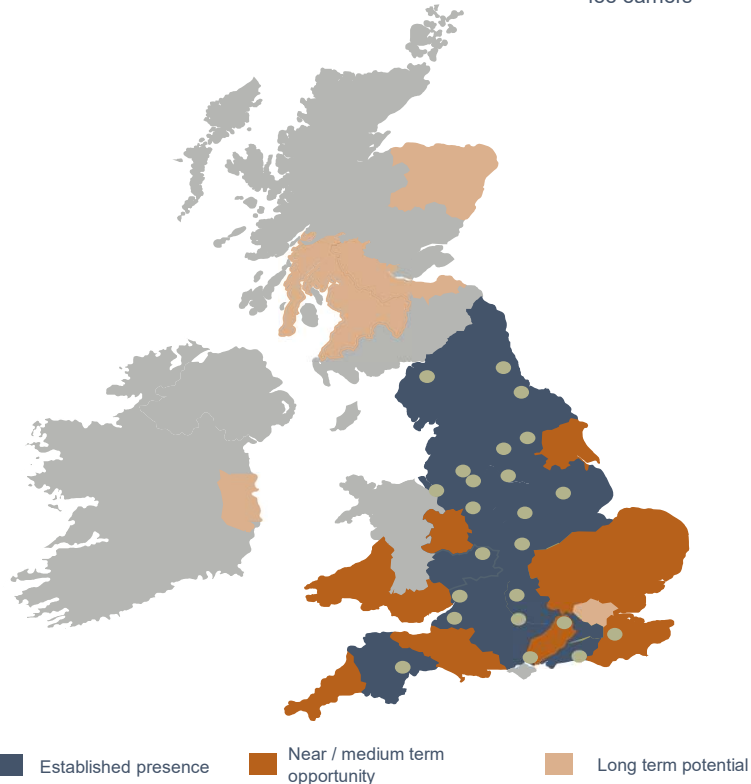 Established presence
Near / medium term
opportunity
Long term potential